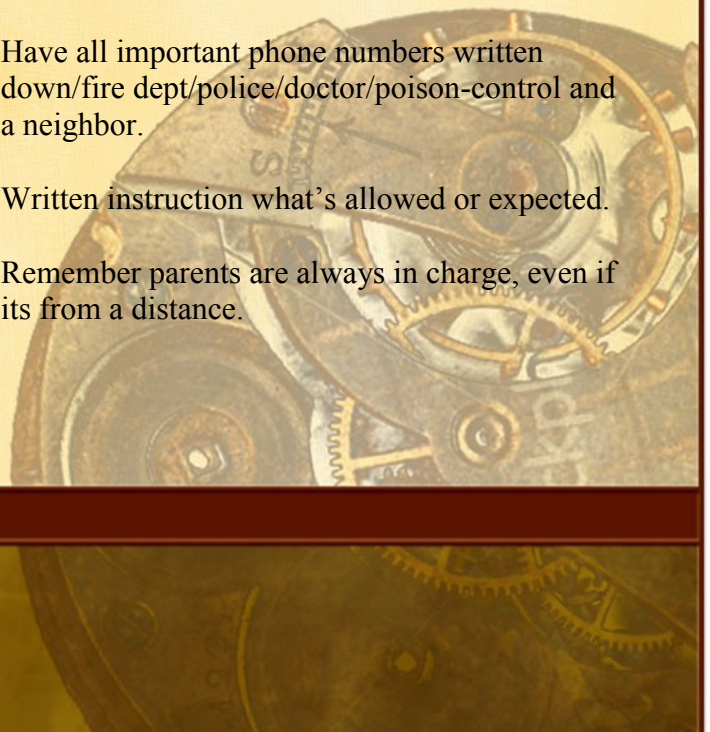 Have all important phone numbers written
down/fire dept/police/doctor/poison-control and
a neighbor.
Written instruction what's allowed or expected.
Remember parents are always in charge, even if
its from a distance.